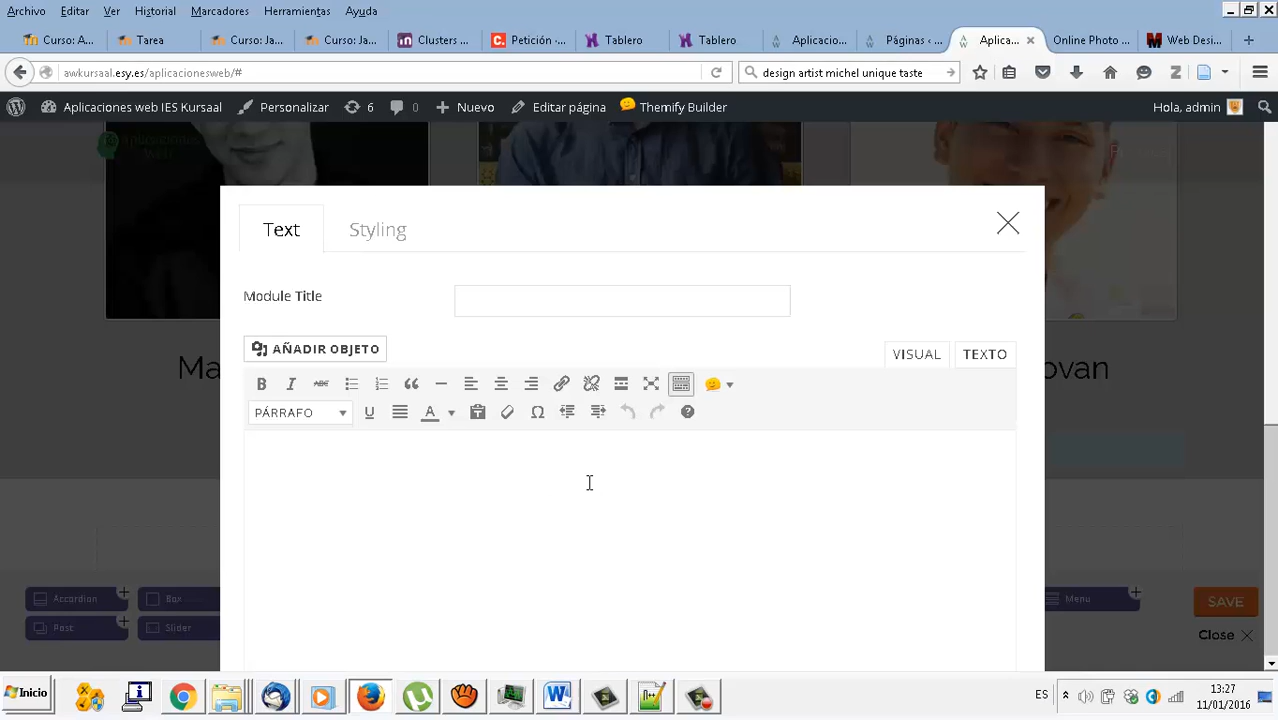 Archivo Editar Ver Historial Marcadores Herramientas Ayuda
Curso: A... Tarea Curso: Ja... Curso: Ja... Clusters ... Petición ·... Tablero Tablero Aplicacio... Páginas ‹ ... Aplica... Online Photo ... Web Desi...
awkursaal.esy.es/aplicacionesweb/# design artist michel unique taste
Aplicaciones web IES Kursaal Personalizar 6 0 Nuevo Editar página Themify Builder Hola, admin
Text Styling
Module Title
AÑADIR OBJETO VISUAL TEXTO
ABC
PÁRRAFO U A
Ma ovan
Accordion Box Menu SAVE
Post Slider Close
Inicio ES 13:27
11/01/2016